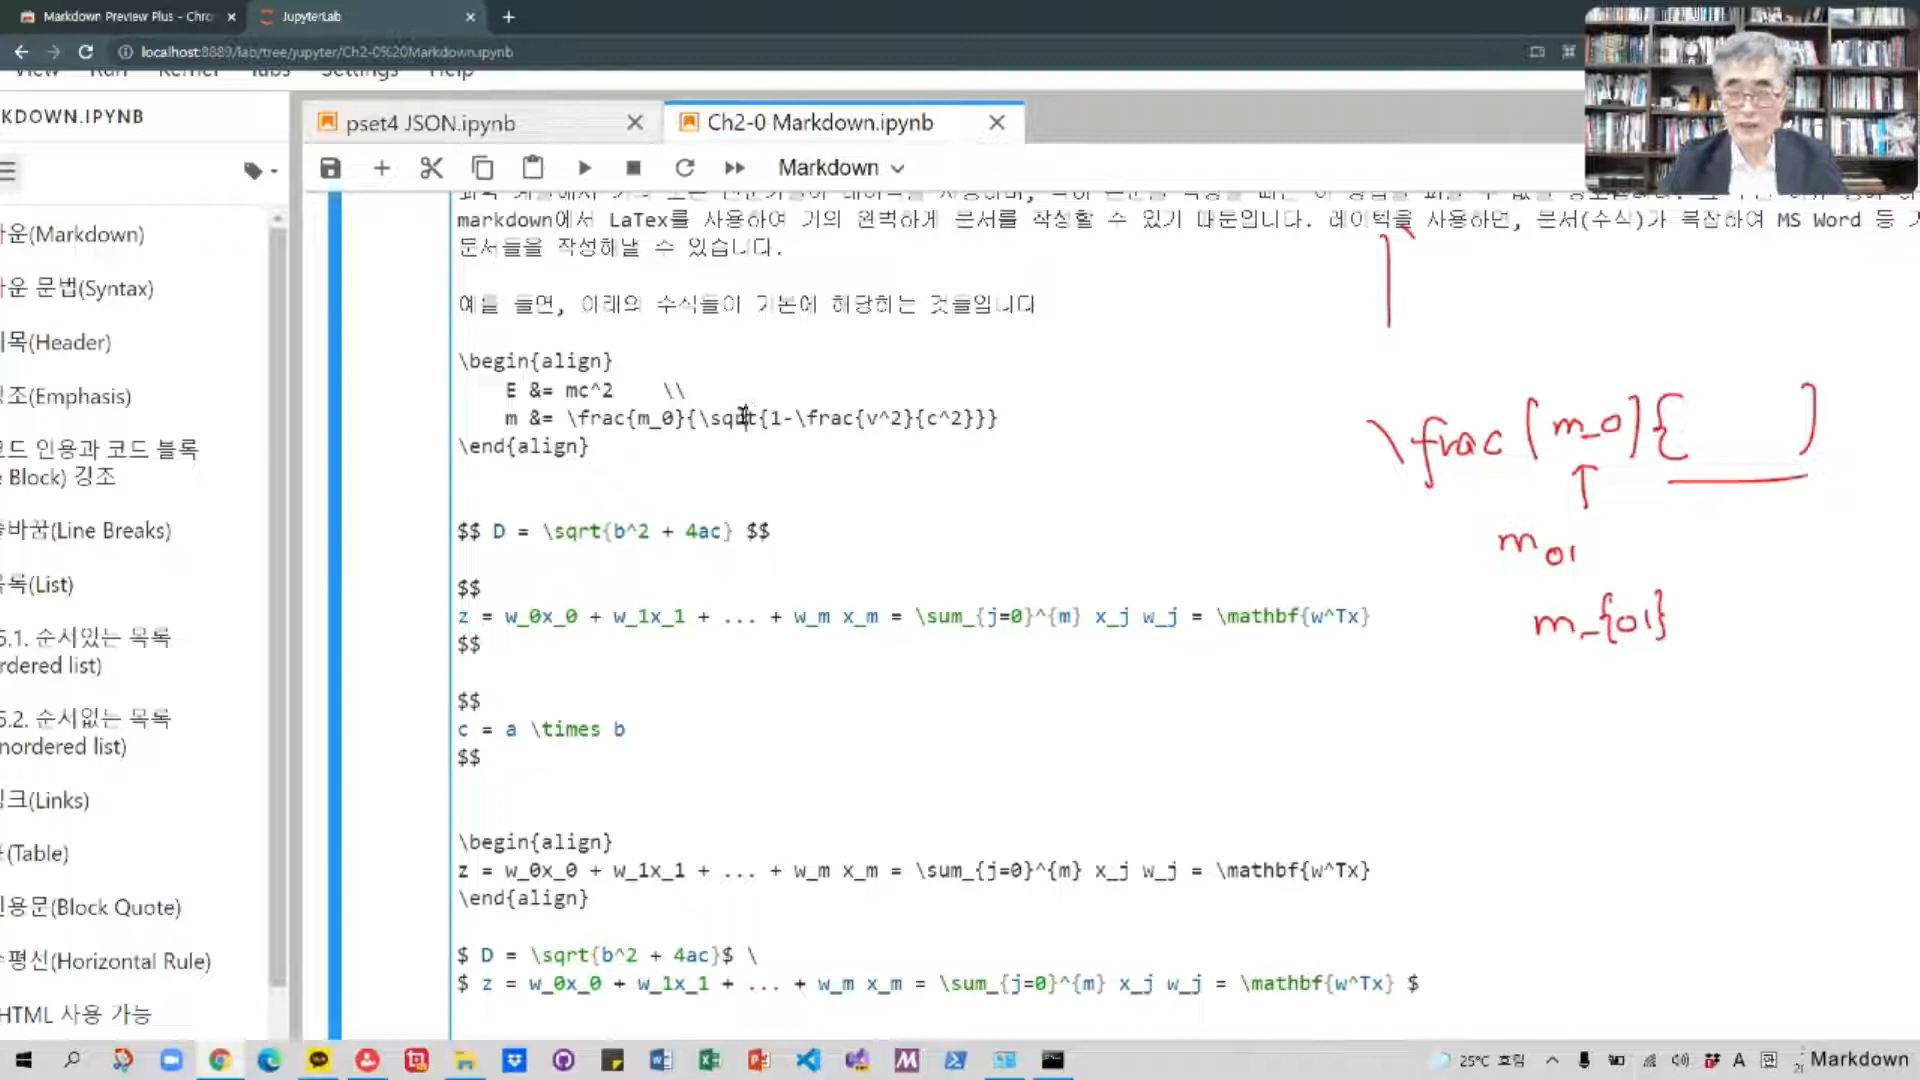 Markdown Preview Plus - Chro
JupyterLab
localhost:8889/lab/tree/jupyter/Ch2-0%20Markdown.ipynb
View Run Kernel Tabs Settings Help
KDOWN.IPYNB
pset4 JSON.ipynb
Ch2-0 Markdown.ipynb
Markdown
운(Markdown)
운 문법(Syntax)
목(Header)
조(Emphasis)
드 인용과 코드 블록
Block) 강조
바꿈(Line Breaks)
록(List)
5.1. 순서있는 목록
rdered list)
5.2. 순서없는 목록
nordered list)
크(Links)
(Table)
용문(Block Quote)
평선(Horizontal Rule)
HTML 사용 가능
markdown에서 LaTex를 사용하여 거의 완벽하게 문서를 작성할 수 있기 때문입니다. 레이텍을 사용하면, 문서(수식)가 복잡하여 MS Word 등
문서들을 작성해낼 수 있습니다.
예를 들면, 아래의 수식들이 기본에 해당하는 것들입니다
\begin{align}
E &= mc^2 \\
m &= \frac{m_0}{\sqrt{1-\frac{v^2}{c^2}}}
\end{align}
$$ D = \sqrt{b^2 + 4ac} $$
$$
z = w_0x_0 + w_1x_1 + ... + w_m x_m = \sum_{j=0}^{m} x_j w_j = \mathbf{w^Tx}
$$
$$
c = a \times b
$$
\begin{align}
z = w_0x_0 + w_1x_1 + ... + w_m x_m = \sum_{j=0}^{m} x_j w_j = \mathbf{w^Tx}
\end{align}
$ D = \sqrt{b^2 + 4ac}$ \
$ z = w_0x_0 + w_1x_1 + ... + w_m x_m = \sum_{j=0}^{m} x_j w_j = \mathbf{w^Tx} $
\frac{m_0}{ }
m01
m_{01}
25°C 흐림
A
Markdown